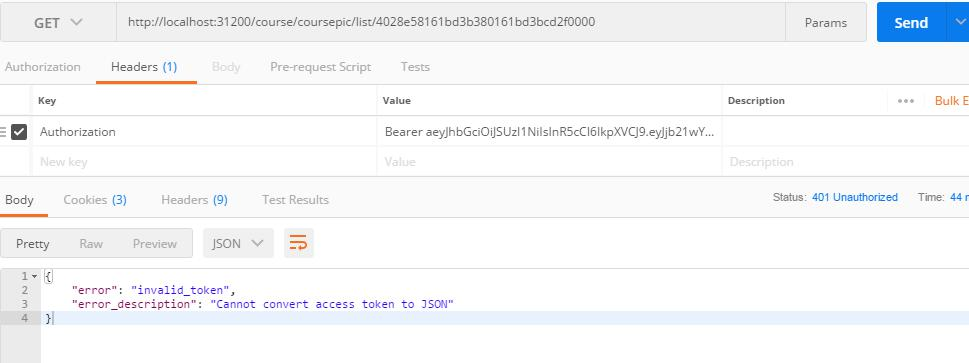 GET http://localhost:31200/course/coursepic/list/4028e58161bd3b380161bd3bcd2f0000 Params Send
Authorization Headers (1) Body Pre-request Script Tests
Key Value Description ••• Bulk E
Authorization Bearer aeyJhbGciOiJSUzI1NiIsInR5cCI6IkpXVCJ9.eyJjb21wY...
New key Value Description
Body Cookies (3) Headers (9) Test Results Status: 401 Unauthorized Time: 44 m
Pretty Raw Preview JSON
1 {
2 "error": "invalid_token",
3 "error_description": "Cannot convert access token to JSON"
4 }